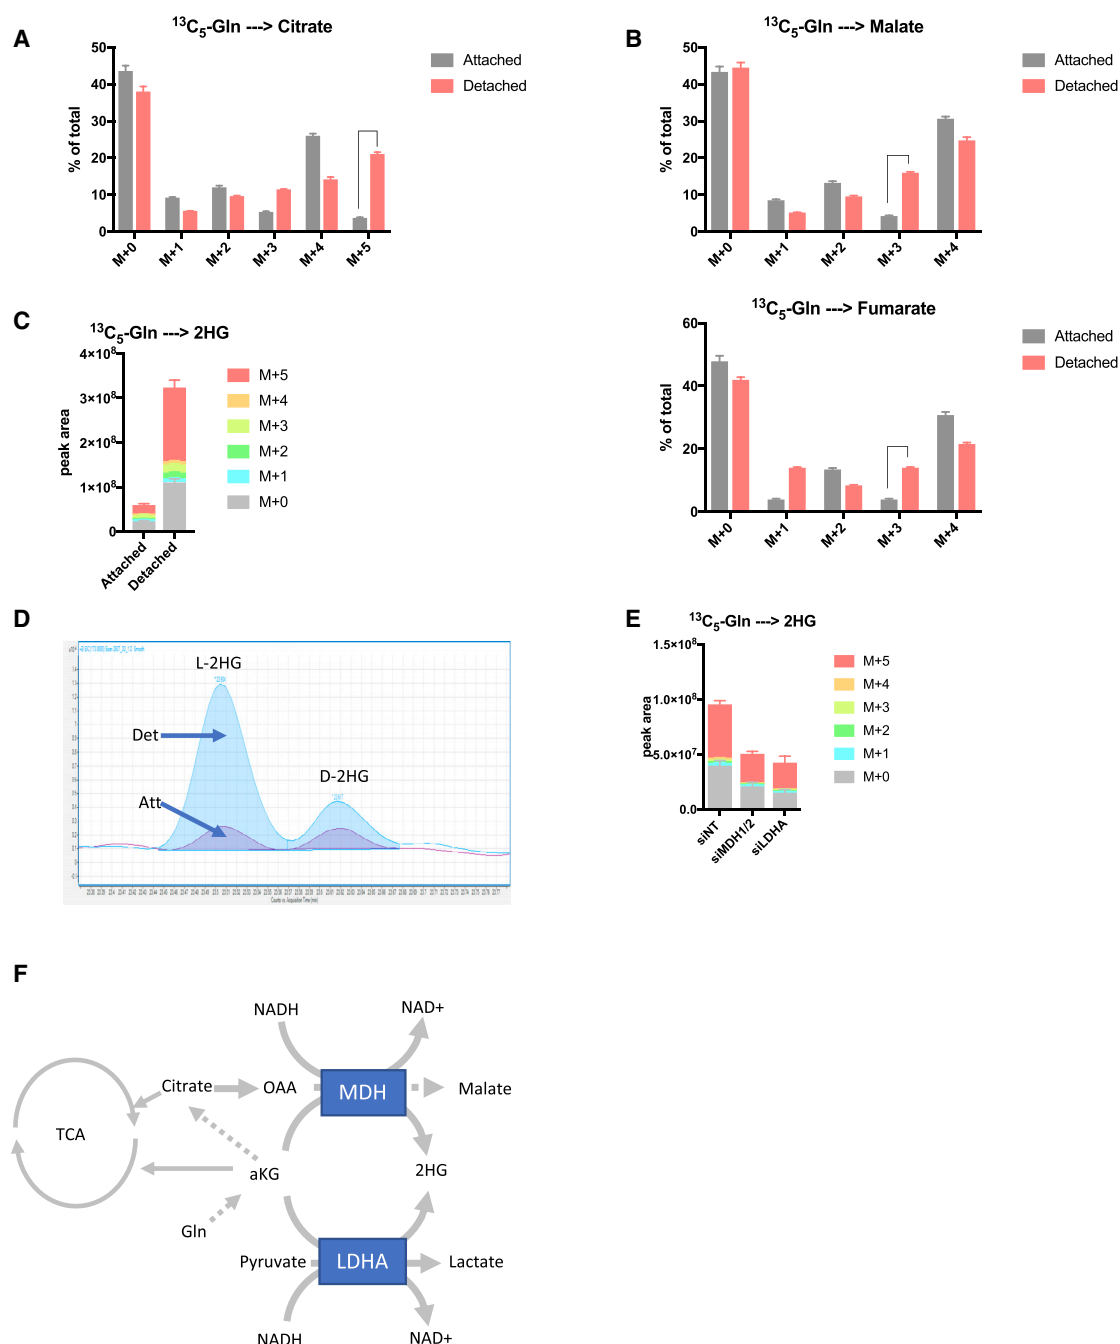 A
¹³C₅-Gln ---> Citrate
50
40
30
20
10
0
% of total
M+0 M+1 M+2 M+3 M+4 M+5
Attached
Detached
B
¹³C₅-Gln ---> Malate
50
40
30
20
10
0
% of total
M+0 M+1 M+2 M+3 M+4
Attached
Detached
¹³C₅-Gln ---> Fumarate
60
40
20
0
% of total
M+0 M+1 M+2 M+3 M+4
Attached
Detached
C
¹³C₅-Gln ---> 2HG
4×10⁸
3×10⁸
2×10⁸
1×10⁸
0
peak area
Attached Detached
M+5
M+4
M+3
M+2
M+1
M+0
D
L-2HG
Det
D-2HG
Att
Counts vs. Acquisition Time (min)
E
¹³C₅-Gln ---> 2HG
1.5×10⁸
1.0×10⁸
5.0×10⁷
0.0
peak area
siNT siMDH1/2 siLDHA
M+5
M+4
M+3
M+2
M+1
M+0
F
NADH NAD+
Citrate OAA MDH Malate
TCA
aKG 2HG
Gln
Pyruvate LDHA Lactate
NADH NAD+